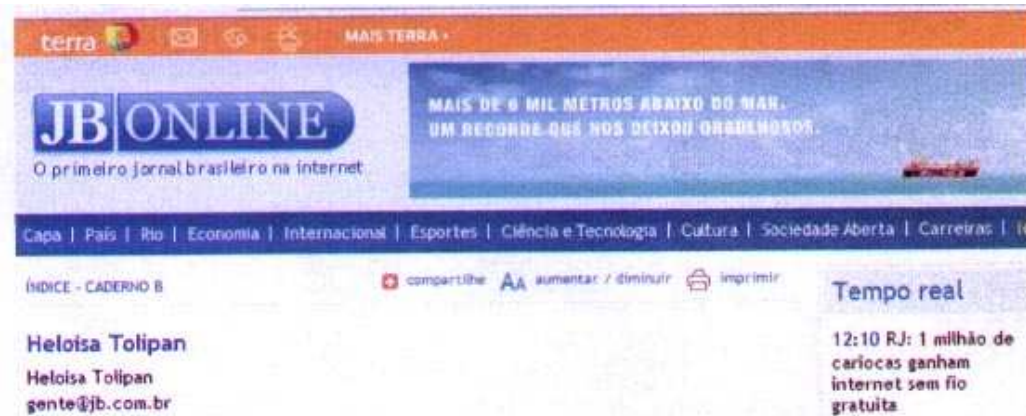 terra MAIS TERRA
JB ONLINE
O primeiro jornal brasileiro na internet
MAIS DE 6 MIL METROS ABAIXO DO MAR.
UM RECORDE QUE NOS DEIXOU ORGULHOSOS.
Capa | País | Rio | Economia | Internacional | Esportes | Ciência e Tecnologia | Cultura | Sociedade Aberta | Carreiras |
ÍNDICE - CADERNO B
compartilhe AA aumentar / diminuir imprimir
Heloisa Tolipan
Heloisa Tolipan
gente@jb.com.br
Tempo real
12:10 RJ: 1 milhão de
cariocas ganham
internet sem fio
gratuita